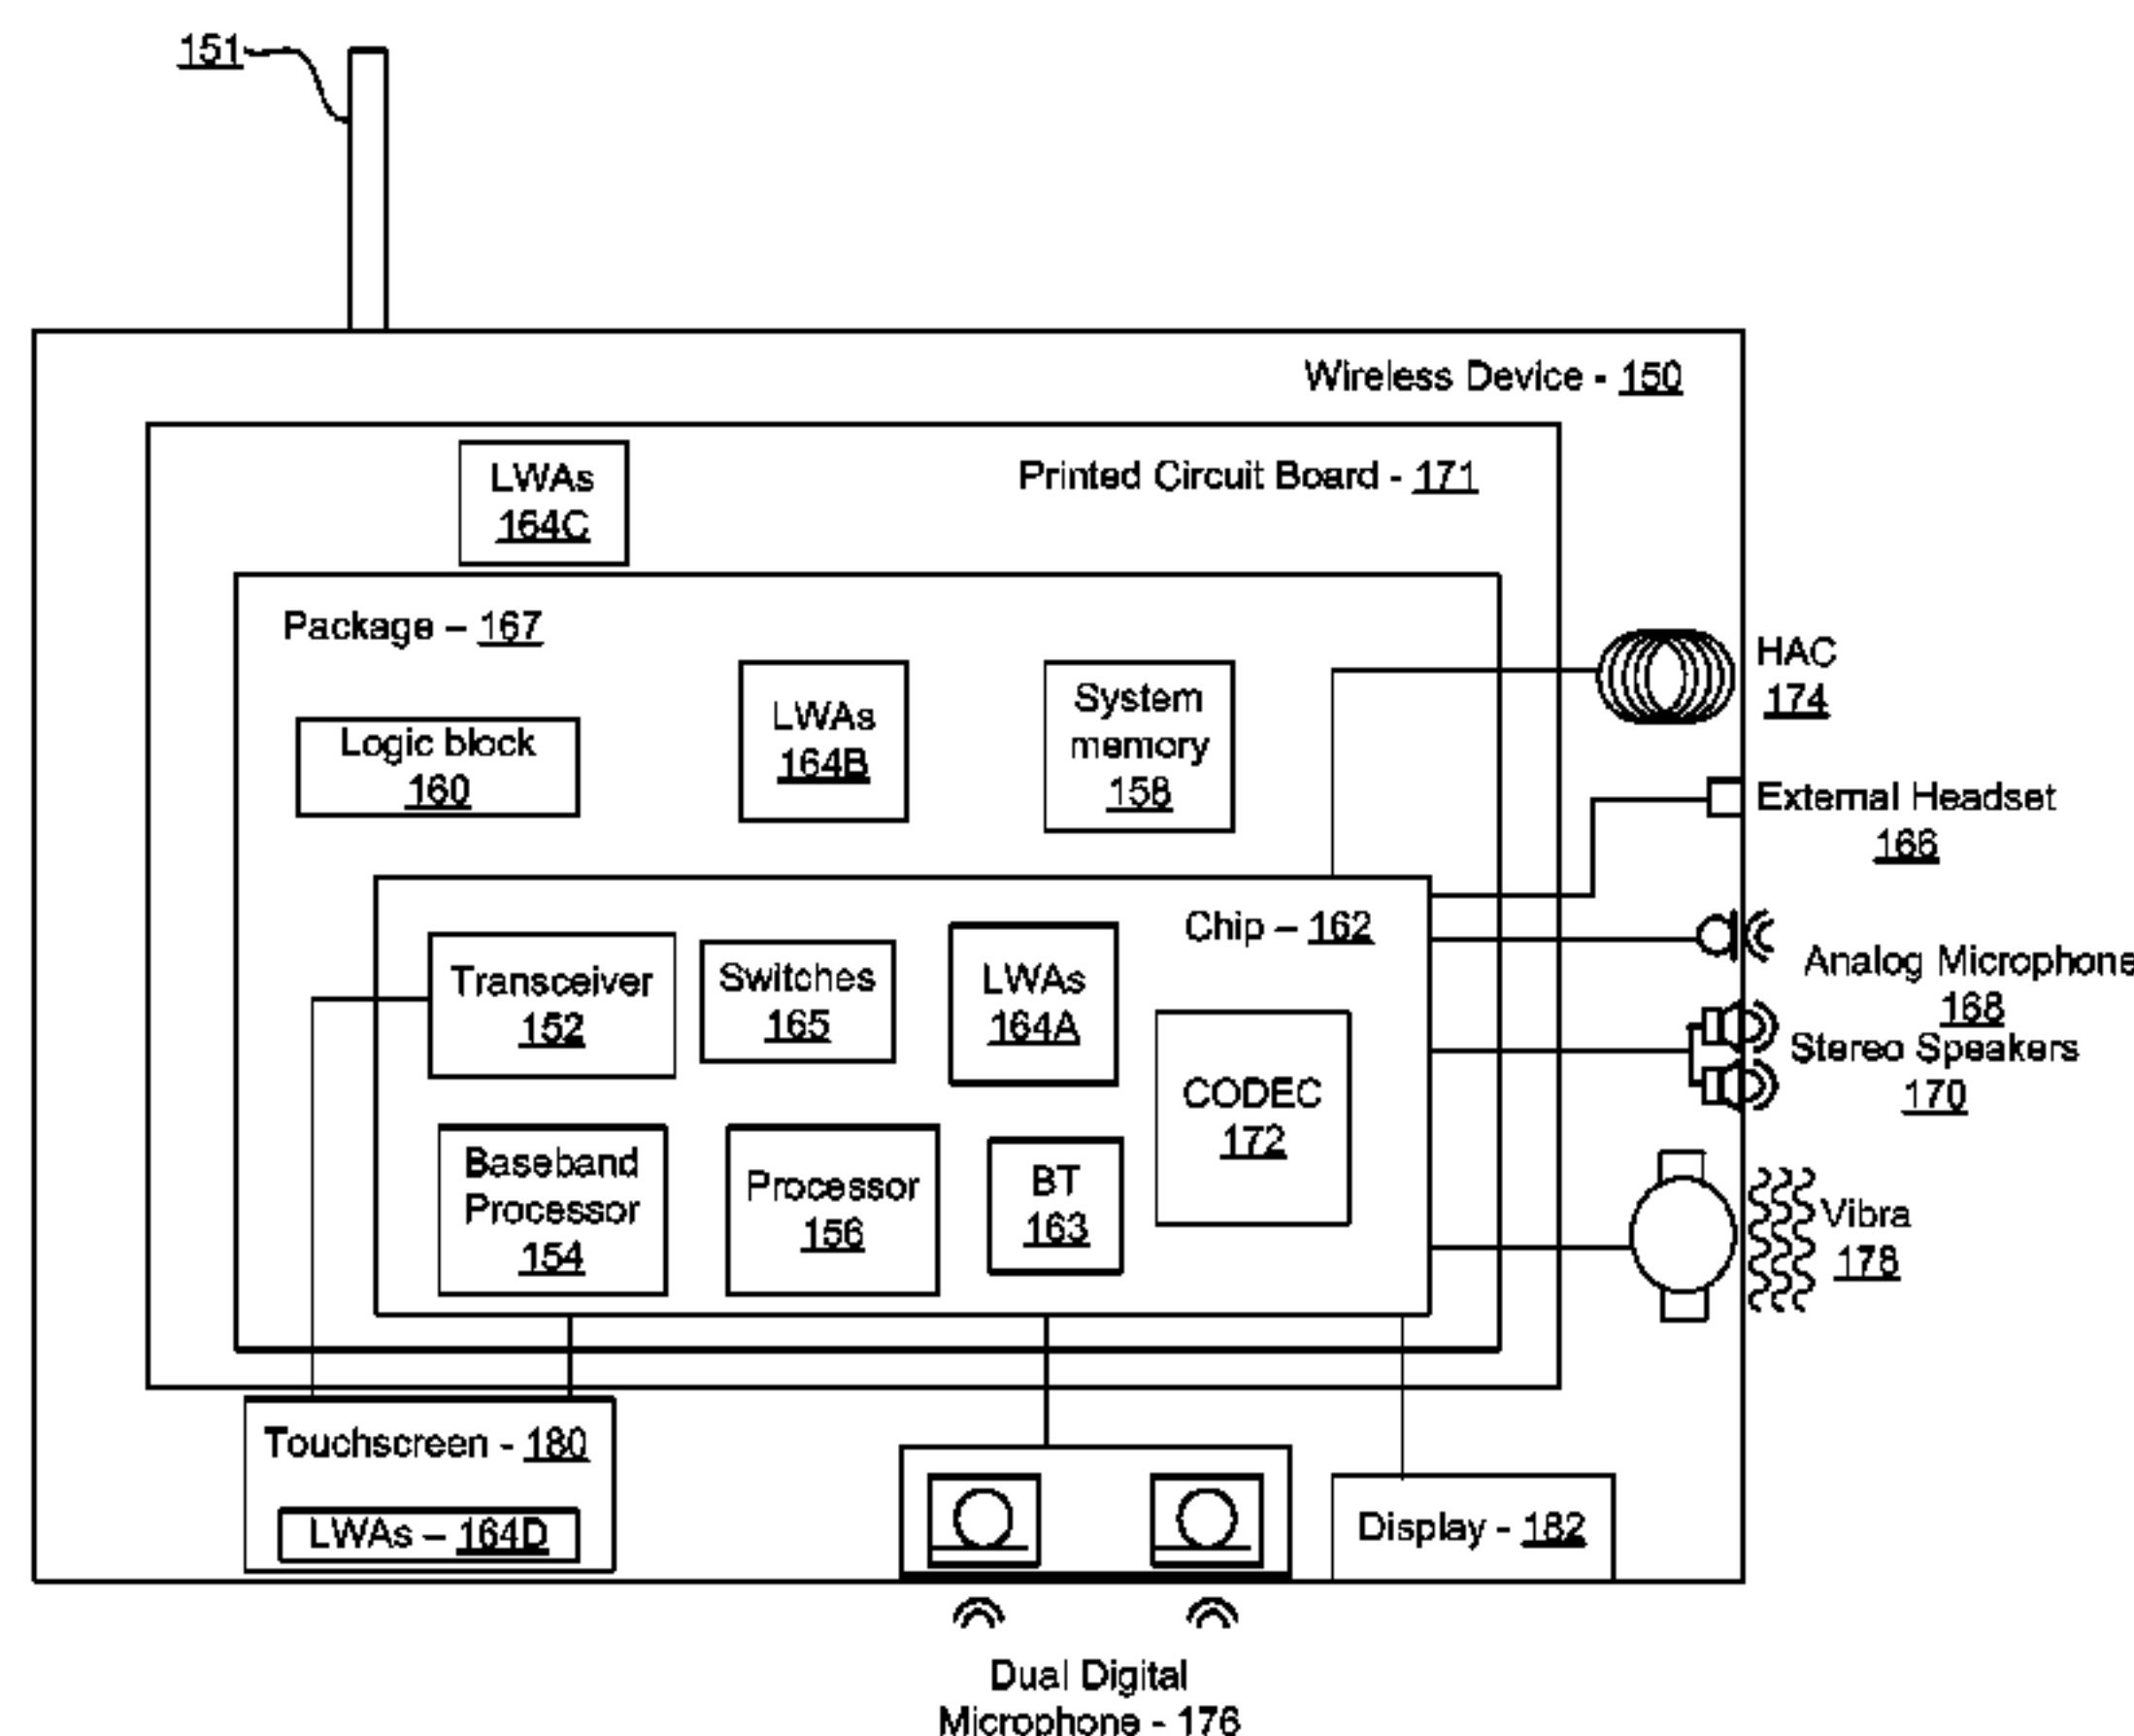 151
Wireless Device - 150
LWAs
164C
Printed Circuit Board - 171
Package – 167
Logic block
160
LWAs
164B
System
memory
158
HAC
174
External Headset
166
Chip – 162
Transceiver
152
Switches
165
LWAs
164A
CODEC
172
Baseband
Processor
154
Processor
156
BT
163
Analog Microphone
168
Stereo Speakers
170
Vibra
178
Touchscreen - 180
LWAs – 164D
Display - 182
Dual Digital
Microphone - 176